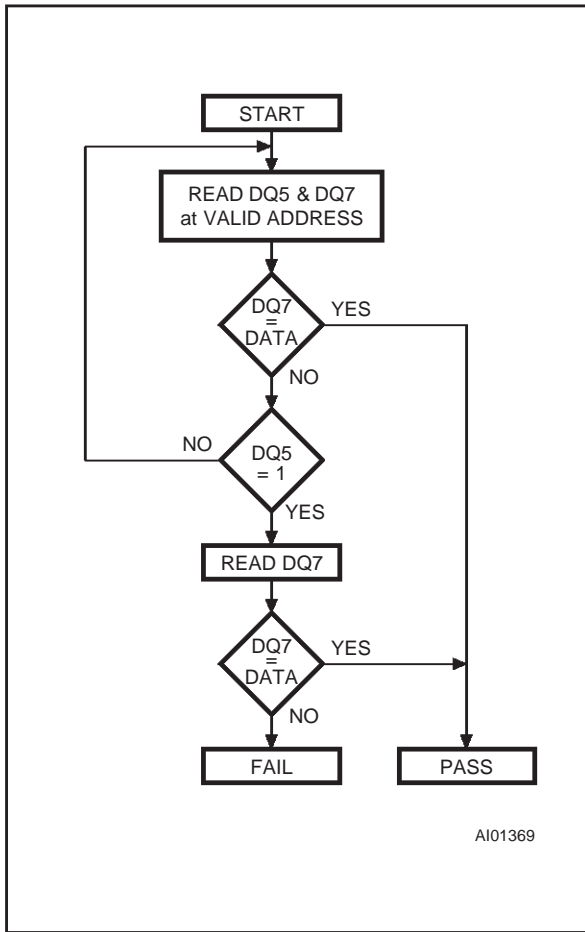 START
READ DQ5 & DQ7
at VALID ADDRESS
DQ7
=
DATA
YES
NO
DQ5
= 1
NO
YES
READ DQ7
DQ7
=
DATA
YES
NO
FAIL
PASS
AI01369